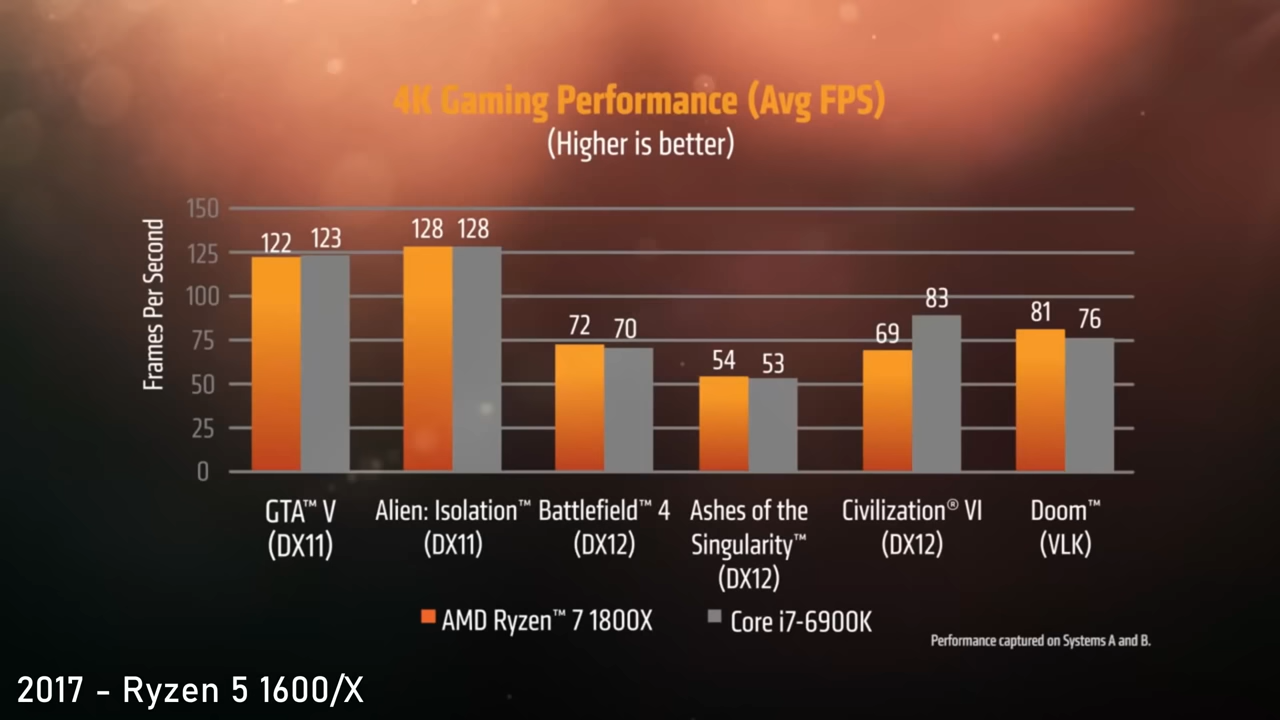 4K Gaming Performance (Avg FPS)
(Higher is better)
Frames Per Second
150
125
100
75
50
25
0
122
123
128
128
72
70
54
53
69
83
81
76
GTA™ V
(DX11)
Alien: Isolation™
(DX11)
Battlefield™ 4
(DX12)
Ashes of the
Singularity™
(DX12)
Civilization® VI
(DX12)
Doom™
(VLK)
AMD Ryzen™ 7 1800X
Core i7-6900K
Performance captured on Systems A and B.
2017 - Ryzen 5 1600/X